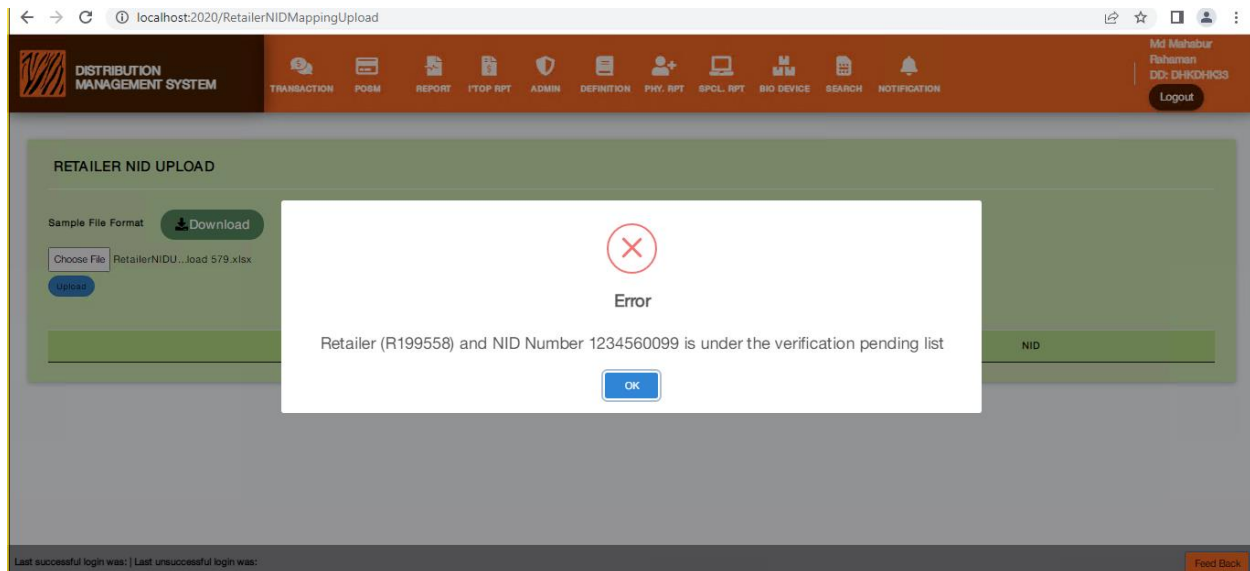 localhost:2020/RetailerNIDMappingUpload
DISTRIBUTION
MANAGEMENT SYSTEM
TRANSACTION POSM REPORT I'TOP RPT ADMIN DEFINITION PHY. RPT SPCL. RPT BIO DEVICE SEARCH NOTIFICATION
Md Mahabur
Rahaman
DD: DHKDHK33
Logout
RETAILER NID UPLOAD
Sample File Format Download
Choose File RetailerNIDU...load 579.xlsx
Upload
Error
Retailer (R199558) and NID Number 1234560099 is under the verification pending list
NID
OK
Last successful login was: | Last unsuccessful login was:
Feed Back